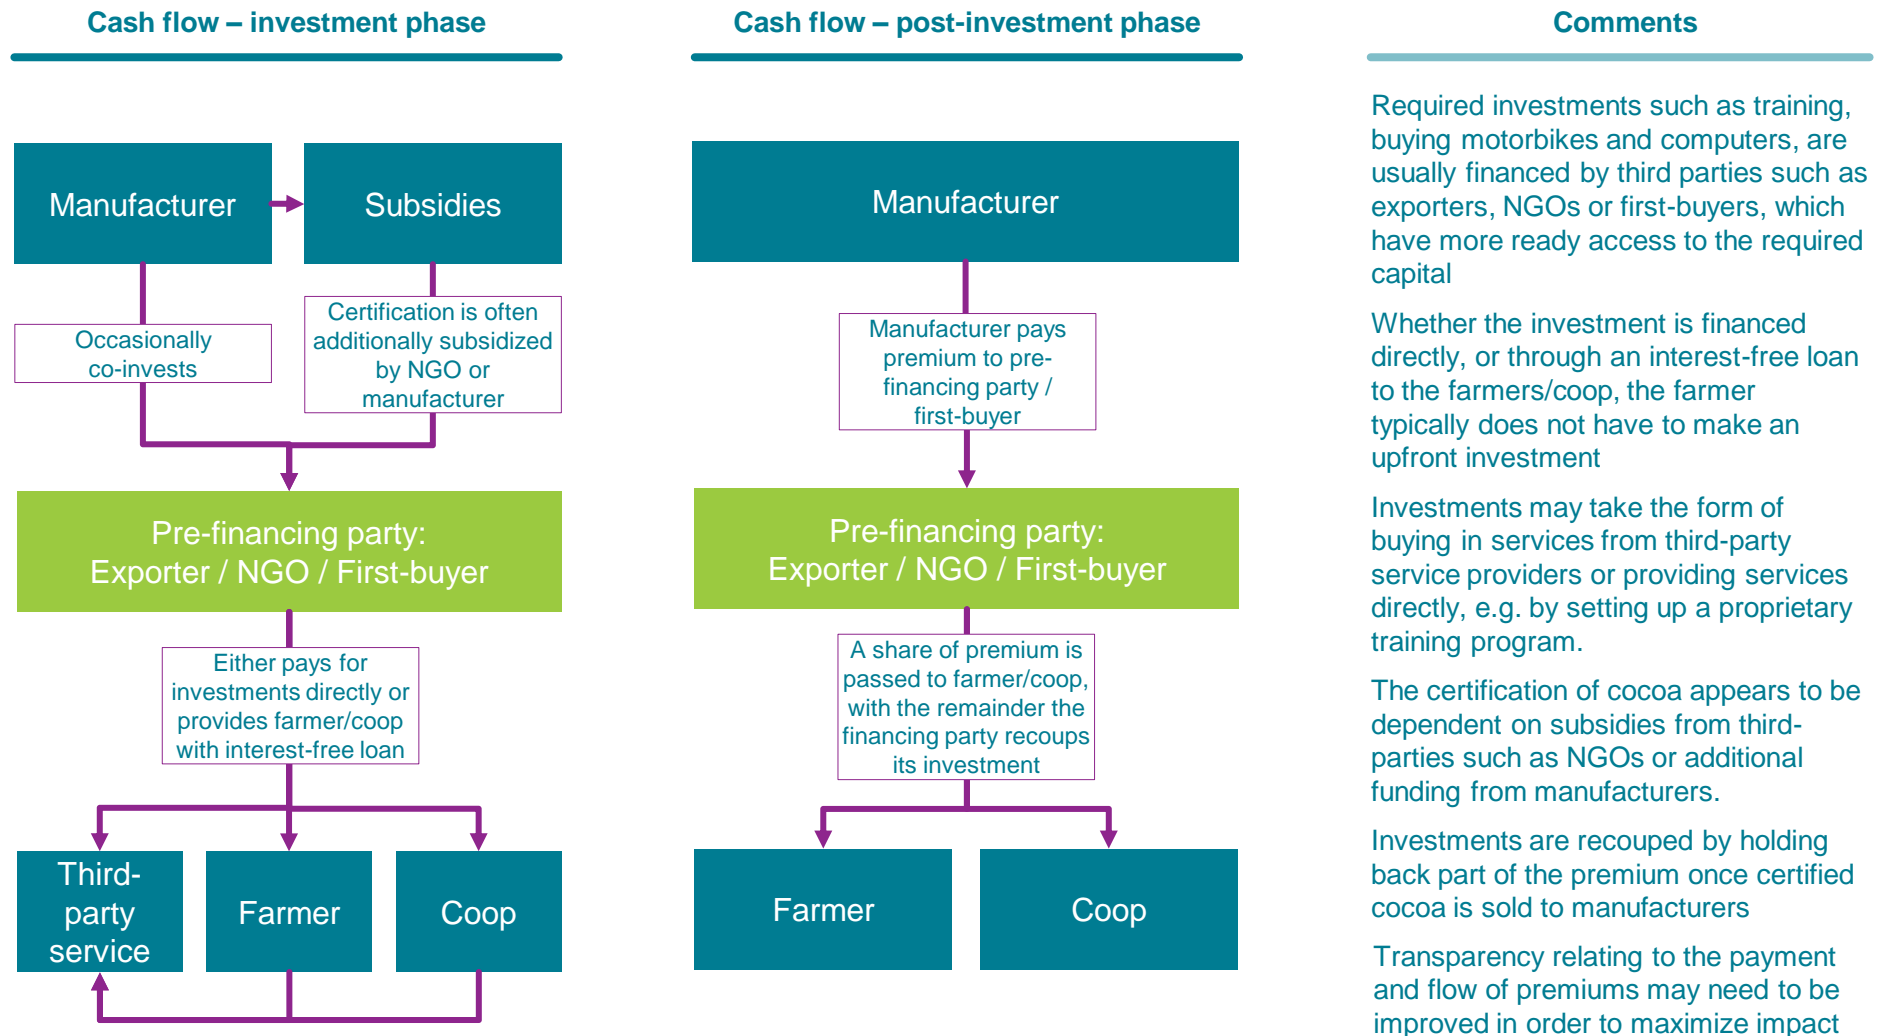 Cash flow – investment phase
Manufacturer
Subsidies
Occasionally
co-invests
Certification is often
additionally subsidized
by NGO or
manufacturer
Pre-financing party:
Exporter / NGO / First-buyer
Either pays for
investments directly or
provides farmer/coop
with interest-free loan
Third-
party
service
Farmer
Coop
Cash flow – post-investment phase
Manufacturer
Manufacturer pays
premium to pre-
financing party /
first-buyer
Pre-financing party:
Exporter / NGO / First-buyer
A share of premium is
passed to farmer/coop,
with the remainder the
financing party recoups
its investment
Farmer
Coop
Comments
Required investments such as training,
buying motorbikes and computers, are
usually financed by third parties such as
exporters, NGOs or first-buyers, which
have more ready access to the required
capital
Whether the investment is financed
directly, or through an interest-free loan
to the farmers/coop, the farmer
typically does not have to make an
upfront investment
Investments may take the form of
buying in services from third-party
service providers or providing services
directly, e.g. by setting up a proprietary
training program.
The certification of cocoa appears to be
dependent on subsidies from third-
parties such as NGOs or additional
funding from manufacturers.
Investments are recouped by holding
back part of the premium once certified
cocoa is sold to manufacturers
Transparency relating to the payment
and flow of premiums may need to be
improved in order to maximize impact